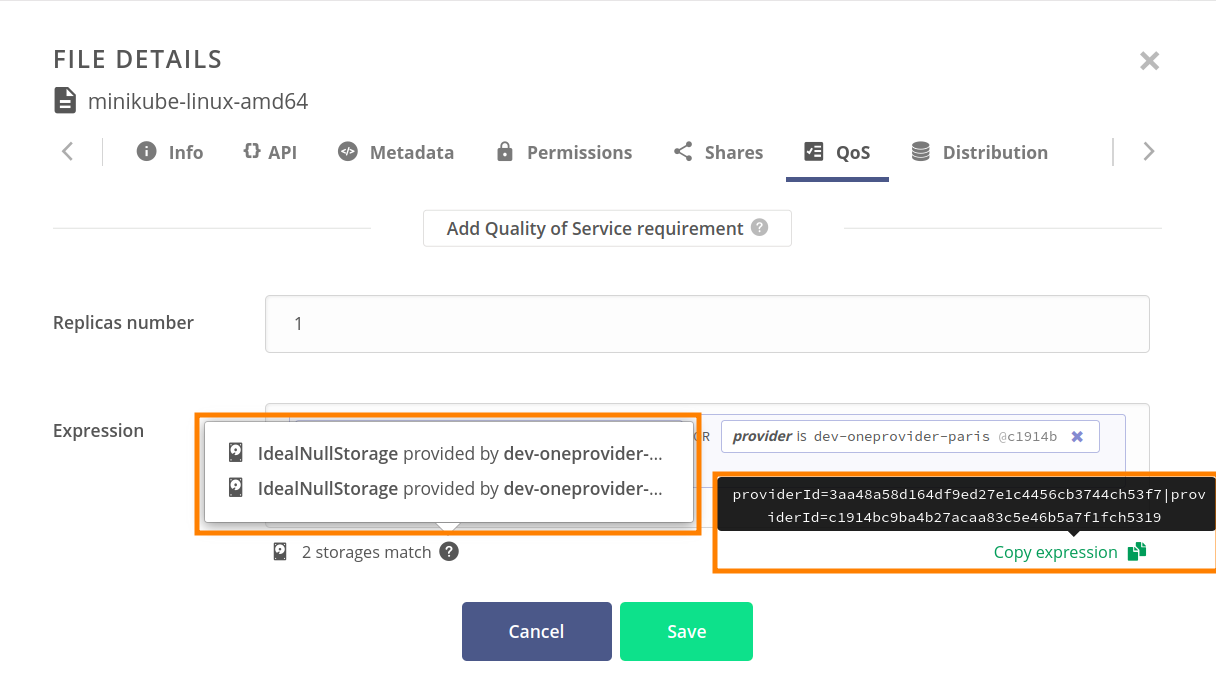 FILE DETAILS
minikube-linux-amd64
Info API Metadata Permissions Shares QoS Distribution
Add Quality of Service requirement ?
Replicas number 1
Expression
provider is dev-oneprovider-paris @c1914b
IdealNullStorage provided by dev-oneprovider-...
IdealNullStorage provided by dev-oneprovider-...
providerId=3aa48a58d164df9ed27e1c4456cb3744ch53f7|prov
iderId=c1914bc9ba4b27acaa83c5e46b5a7f1fch5319
2 storages match ?
Copy expression
Cancel Save